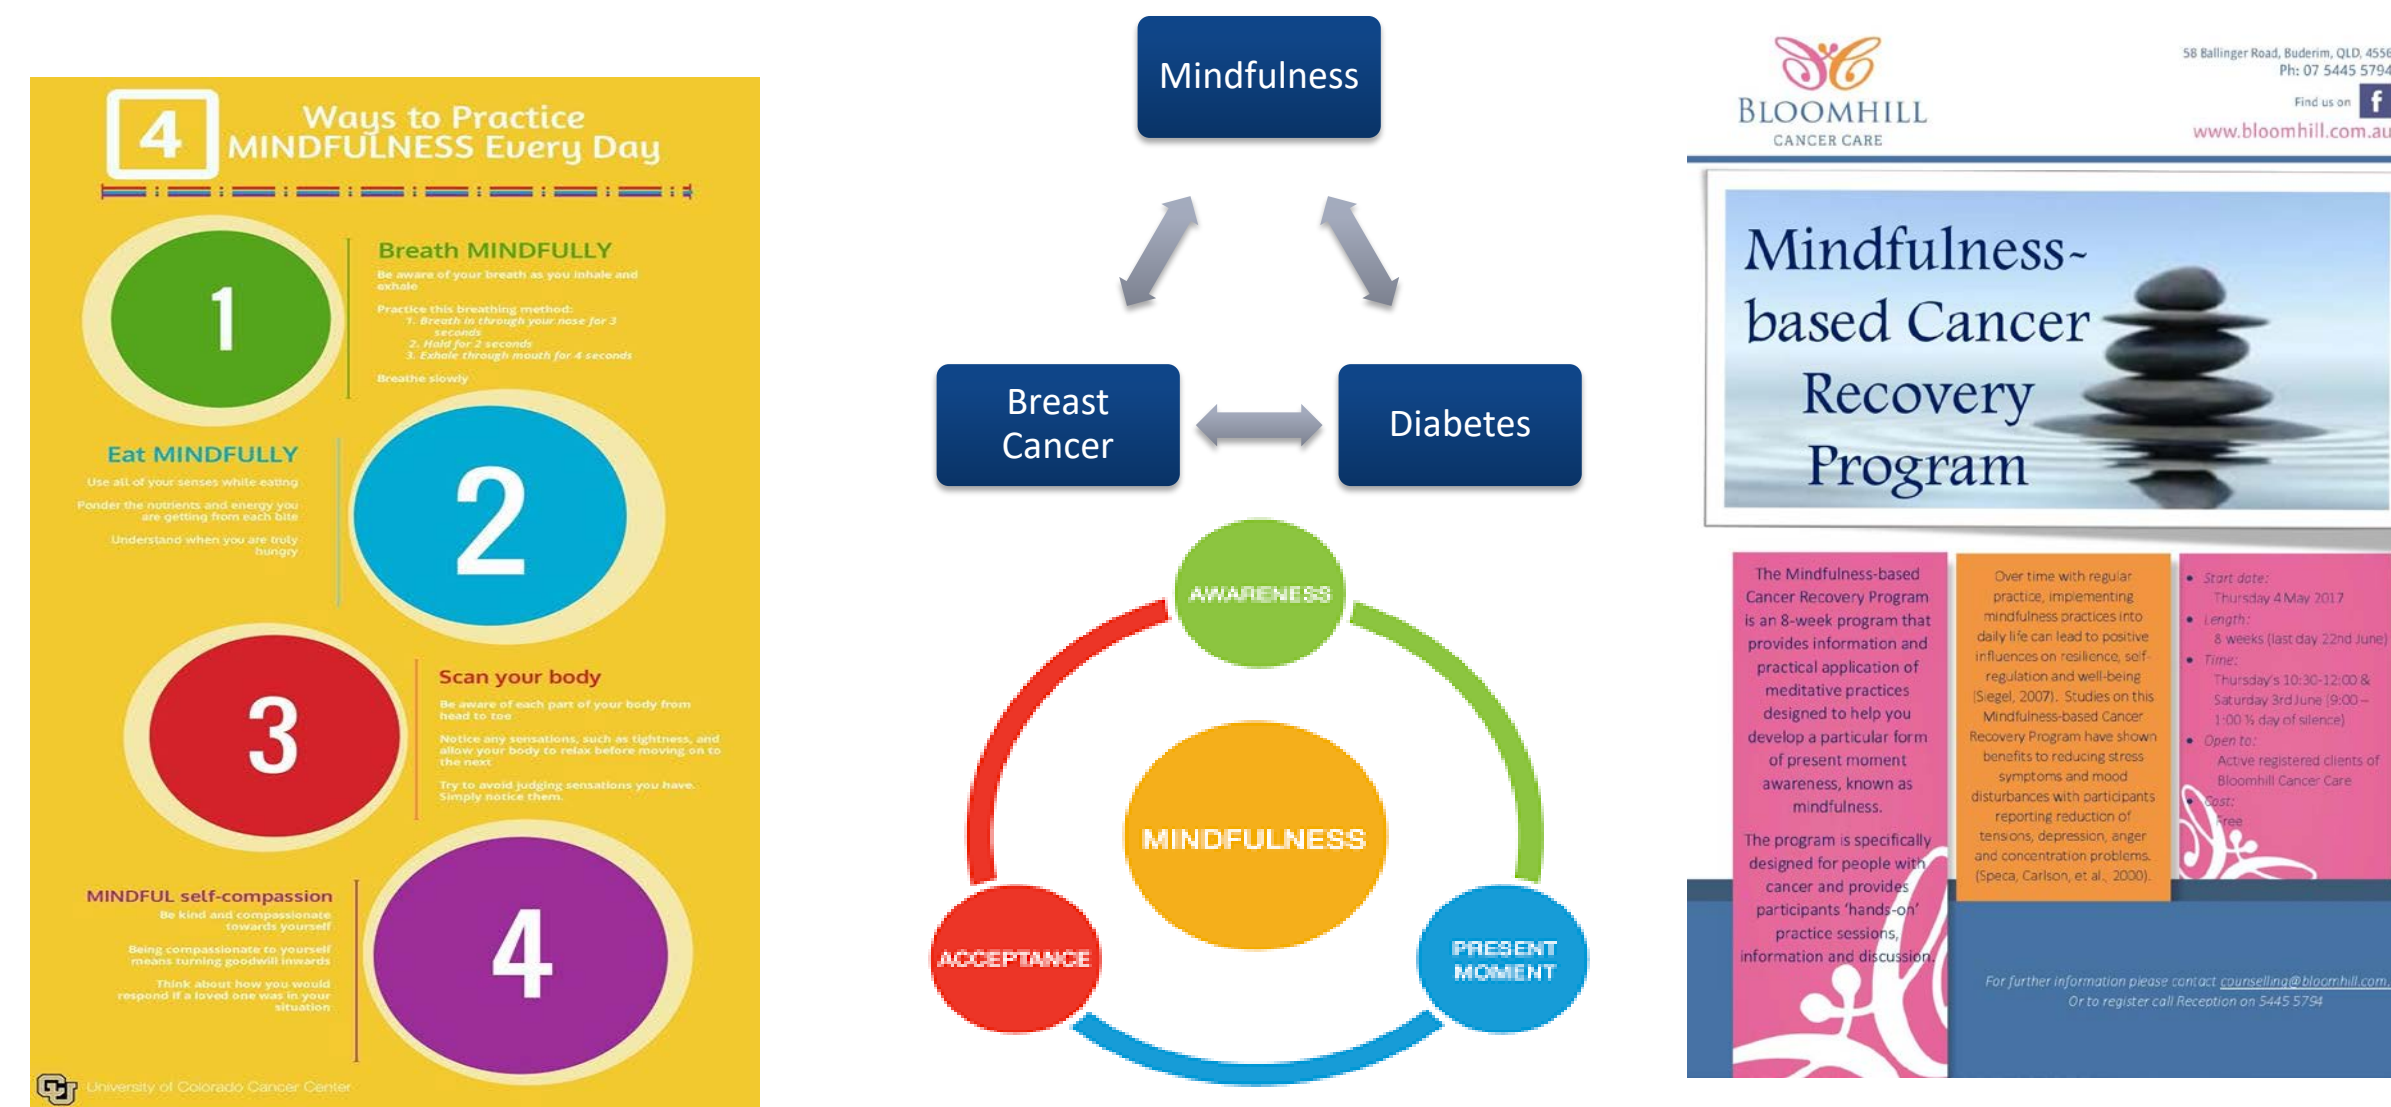 4
Ways to Practice
MINDFULNESS Every Day
1
Breath MINDFULLY
Be aware of your breath as you inhale and
exhale
Practice this breathing method:
1. Breath in through your nose for 3
seconds
2. Hold for 2 seconds
3. Exhale through mouth for 4 seconds
Breathe slowly
Eat MINDFULLY
Use all of your senses while eating
Ponder the nutrients and energy you
are getting from each bite
Understand when you are truly
hungry
2
3
Scan your body
Be aware of each part of your body from
head to toe
Notice any sensations, such as tightness, and
allow your body to relax before moving on to
the next
Try to avoid judging sensations you have.
Simply notice them.
MINDFUL self-compassion
Be kind and compassionate
towards yourself
Being compassionate to yourself
means turning goodwill inwards
Think about how you would
respond if a loved one was in your
situation
4
University of Colorado Cancer Center
Mindfulness
Breast
Cancer
Diabetes
AWARENESS
MINDFULNESS
ACCEPTANCE
PRESENT
MOMENT
BLOOMHILL
CANCER CARE
58 Ballinger Road, Buderim, QLD, 4556
Ph: 07 5445 5794
Find us on f
www.bloomhill.com.au
Mindfulness-
based Cancer
Recovery
Program
The Mindfulness-based
Cancer Recovery Program
is an 8-week program that
provides information and
practical application of
meditative practices
designed to help you
develop a particular form
of present moment
awareness, known as
mindfulness.
The program is specifically
designed for people with
cancer and provides
participants 'hands-on'
practice sessions,
information and discussion.
Over time with regular
practice, implementing
mindfulness practices into
daily life can lead to positive
influences on resilience, self-
regulation and well-being
(Siegel, 2007). Studies on this
Mindfulness-based Cancer
Recovery Program have shown
benefits to reducing stress
symptoms and mood
disturbances with participants
reporting reduction of
tensions, depression, anger
and concentration problems.
(Speca, Carlson, et al., 2000).
• Start date:
Thursday 4 May 2017
• Length:
8 weeks (last day 22nd June)
• Time:
Thursday's 10:30-12:00 &
Saturday 3rd June (9:00 –
1:00 ½ day of silence)
• Open to:
Active registered clients of
Bloomhill Cancer Care
• Cost:
Free
For further information please contact counselling@bloomhill.com.
Or to register call Reception on 5445 5794